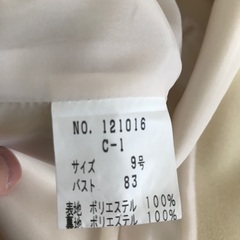 NO. 121016
C-1
サイズ 9号
バスト 83
表地 ポリエステル 100%
裏地 ポリエステル 100%